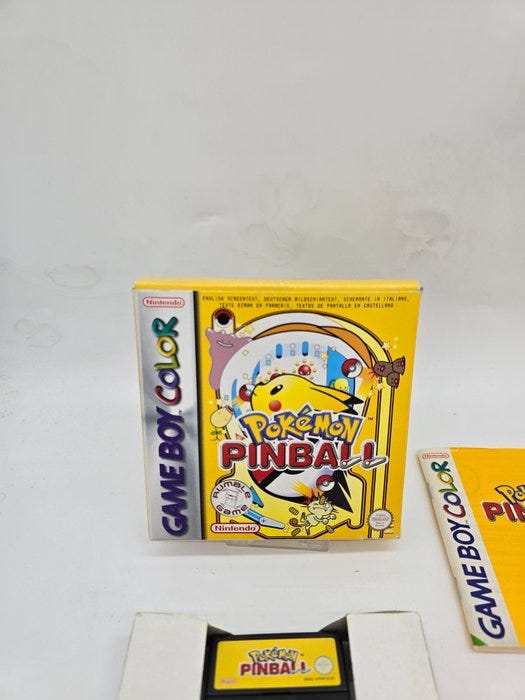 Nintendo
ENGLISH SCREENTEXT, DEUTSCHER BILDSCHIRMTEXT, SCHERMATE IN ITALIANO,
TEXTE ECRAN EN FRANCAIS, TEXTOS DE PANTALLA EN CASTELLANO
GAME BOY COLOR
Pokémon
PINBALL
RUMBLE
GAME
Nintendo
Nintendo
GAME BOY COLOR
Pokémon
PINBALL